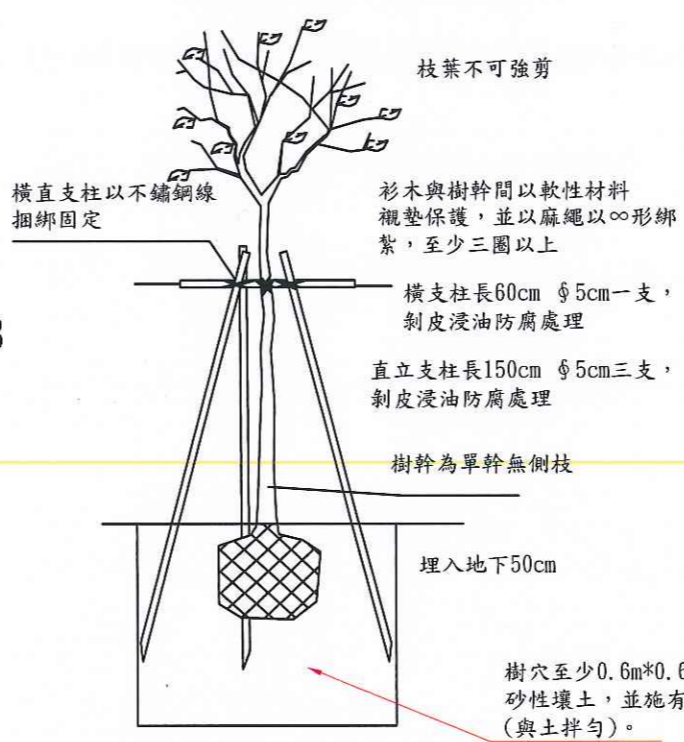 枝葉不可強剪
橫直支柱以不鏽鋼線
捆綁固定
衫木與樹幹間以軟性材料
襯墊保護，並以麻繩以∞形綁
紮，至少三圈以上
橫支柱長60cm ∮5cm一支，
剝皮浸油防腐處理
直立支柱長150cm ∮5cm三支，
剝皮浸油防腐處理
樹幹為單幹無側枝
埋入地下50cm
樹穴至少0.6m*0.6
砂性壤土，並施有
(與土拌勻)。